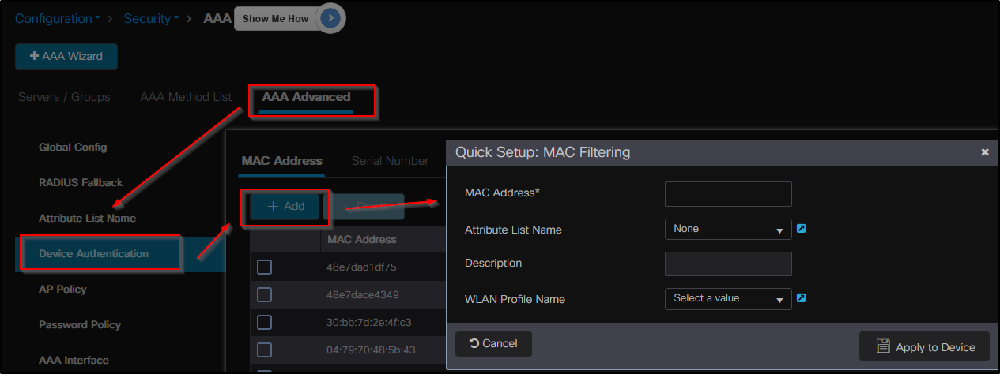 Configuration > Security > AAA Show Me How
+ AAA Wizard
Servers / Groups AAA Method List AAA Advanced
Global Config
RADIUS Fallback
Attribute List Name
Device Authentication
AP Policy
Password Policy
AAA Interface
MAC Address Serial Number
+ Add × Delete
MAC Address
48e7dad1df75
48e7dace4349
30:bb:7d:2e:4f:c3
04:79:70:48:5b:43
Quick Setup: MAC Filtering
MAC Address*
Attribute List Name None
Description
WLAN Profile Name Select a value
Cancel Apply to Device